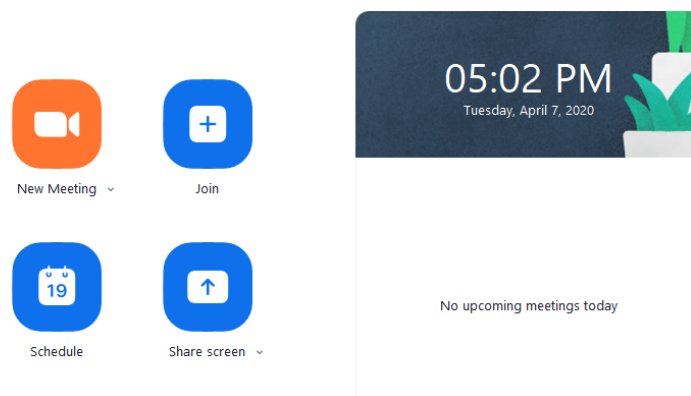 05:02 PM
Tuesday, April 7, 2020
New Meeting
Join
19
Schedule
Share screen
No upcoming meetings today